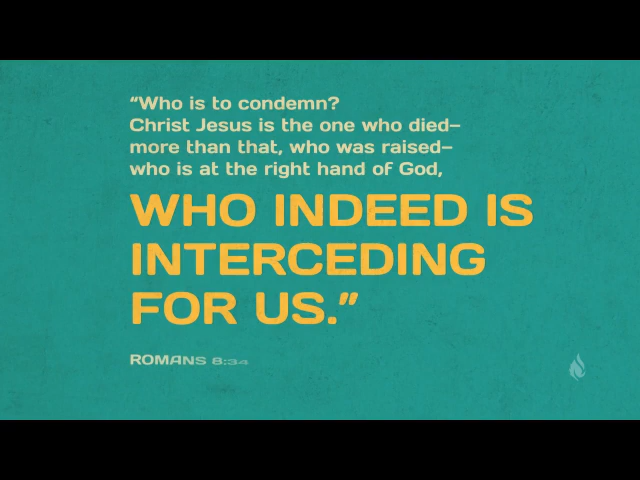 “Who is to condemn?
Christ Jesus is the one who died–
more than that, who was raised–
who is at the right hand of God,
WHO INDEED IS
INTERCEDING
FOR US.”
ROMANS 8:34